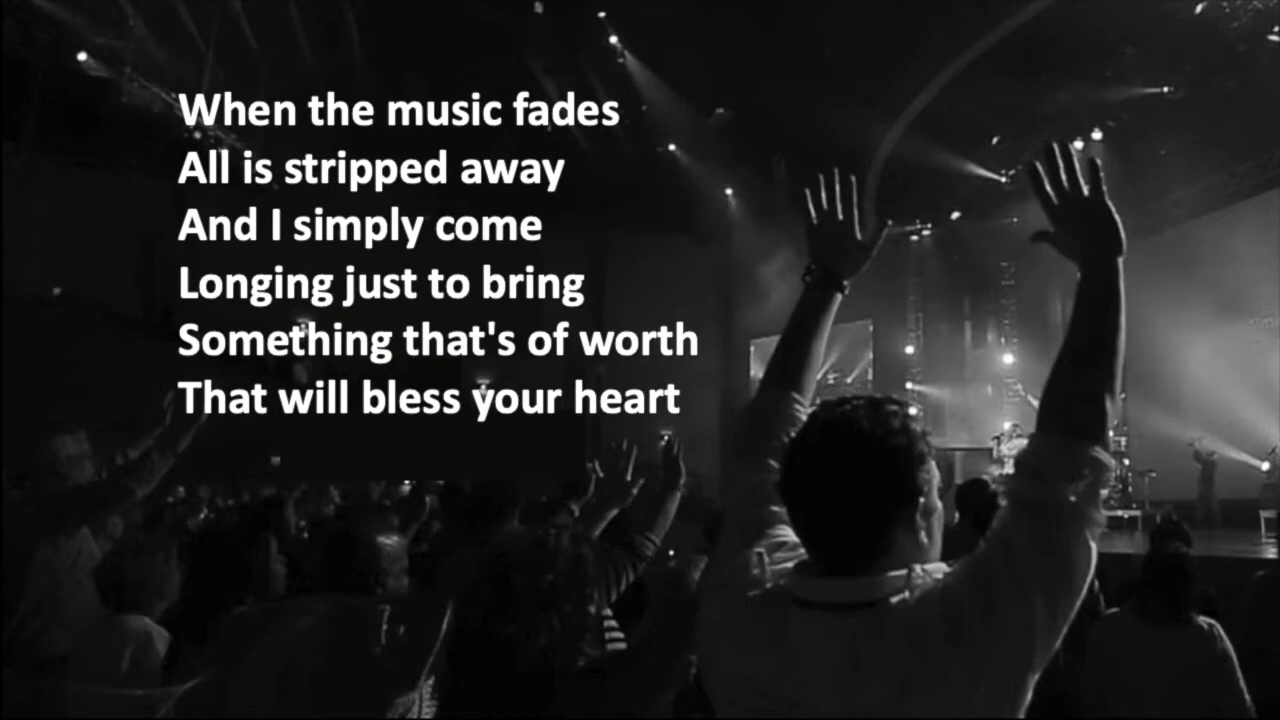 When the music fades
All is stripped away
And I simply come
Longing just to bring
Something that's of worth
That will bless your heart